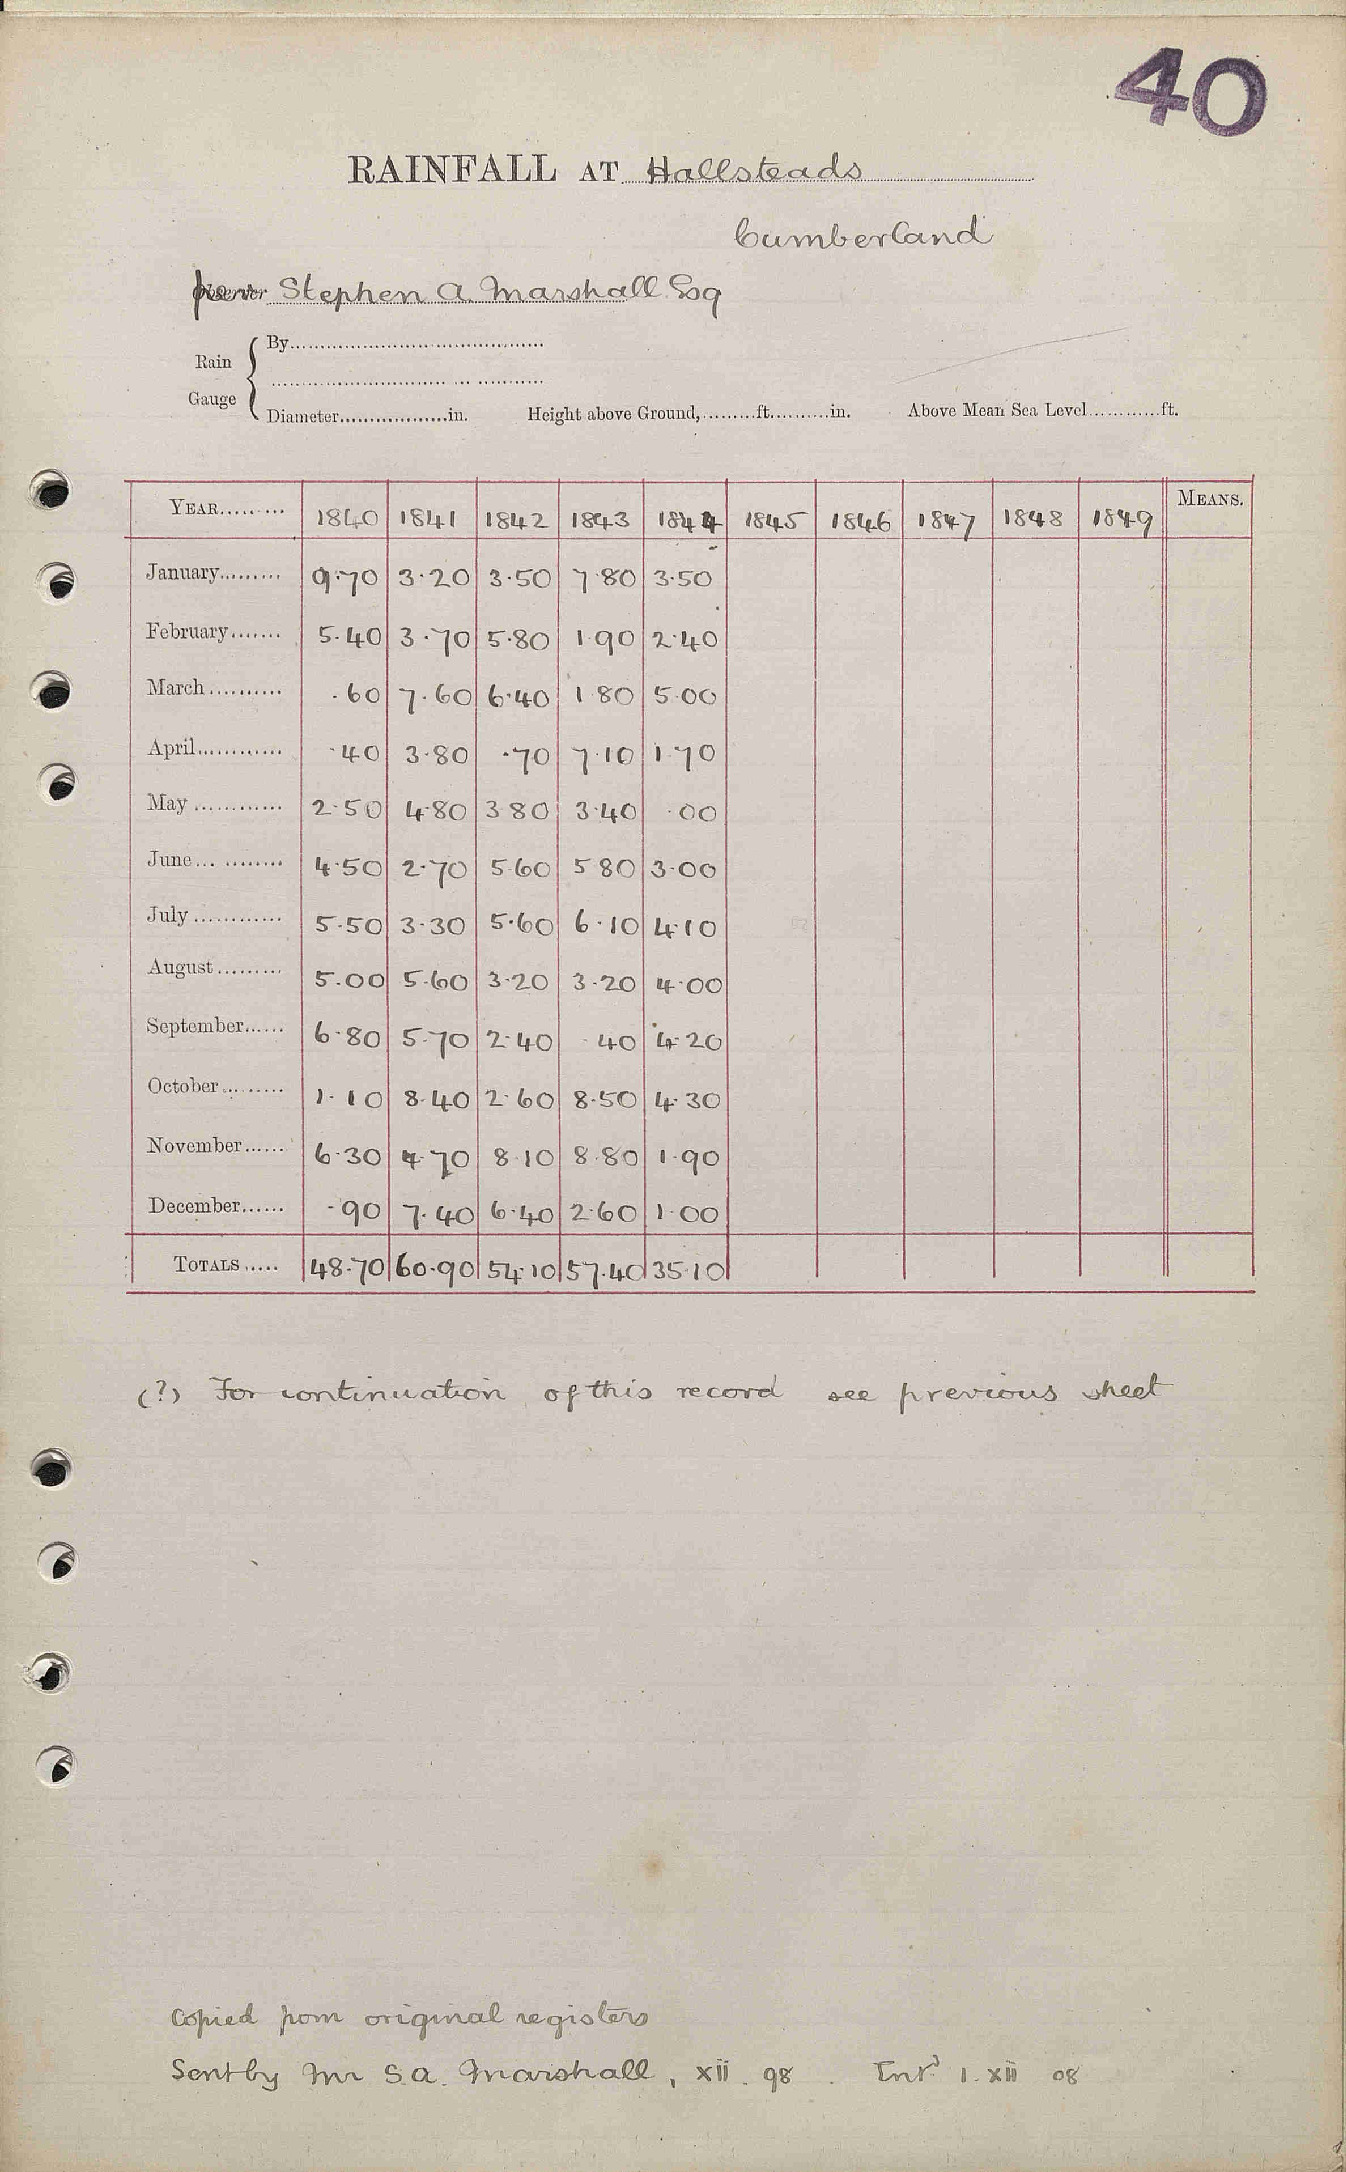 40
RAINFALL AT Hallsteads
Cumberland
from Stephen A. Marshall Esq
Rain Gauge { By
Diameter in. Height above Ground, ft. in. Above Mean Sea Level ft.
YEAR 1840 1841 1842 1843 1844 1845 1846 1847 1848 1849 MEANS.
January 9.70 3.20 3.50 7.80 3.50
February 5.40 3.70 5.80 1.90 2.40
March .60 7.60 6.40 1.80 5.00
April .40 3.80 .70 7.10 1.70
May 2.50 4.80 3.80 3.40 .00
June 4.50 2.70 5.60 5.80 3.00
July 5.50 3.30 5.60 6.10 4.10
August 5.00 5.60 3.20 3.20 4.00
September 6.80 5.70 2.40 .40 4.20
October 1.10 8.40 2.60 8.50 4.30
November 6.30 4.70 8.10 8.80 1.90
December .90 7.40 6.40 2.60 1.00
TOTALS 48.70 60.90 54.10 57.40 35.10
(?) For continuation of this record see previous sheet
Copied from original registers
Sent by Mr S.A. Marshall, xii. 98. Entd 1. xii 08